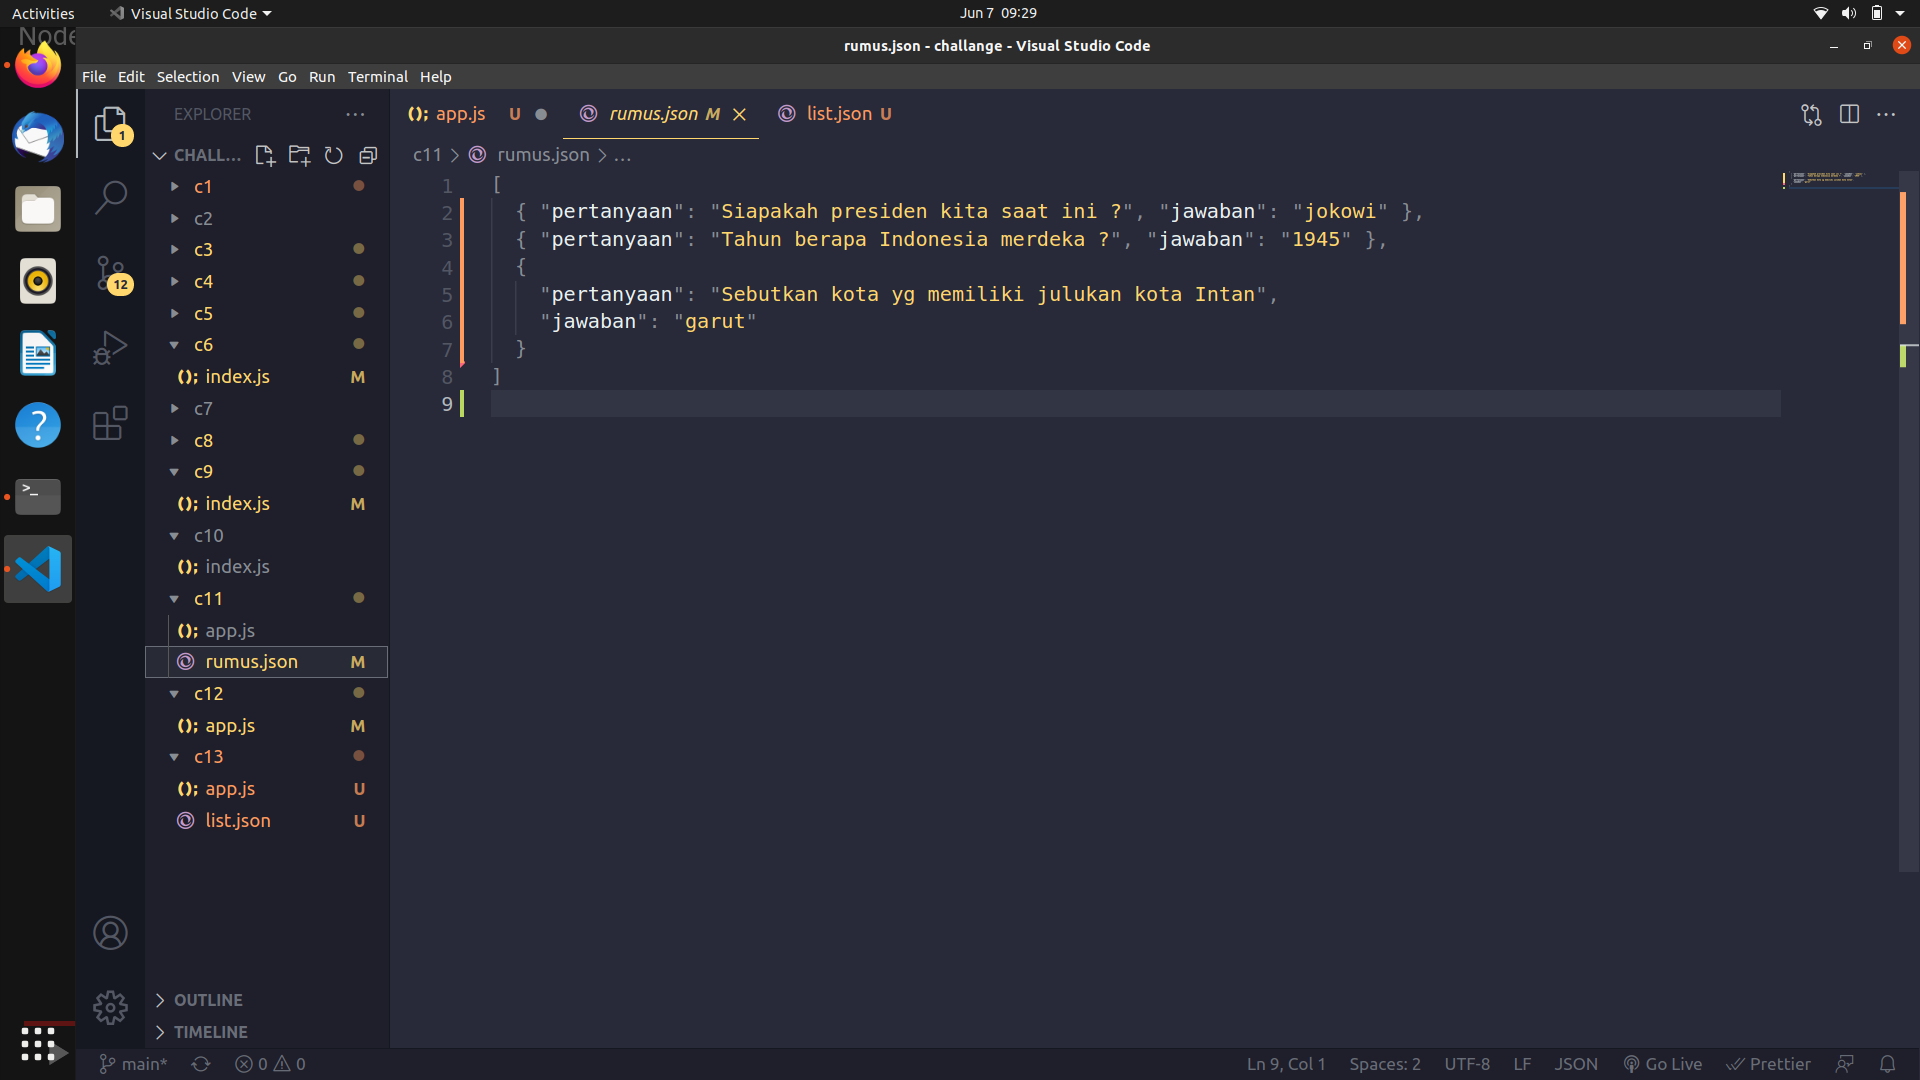 Activities
Visual Studio Code
Jun 7 09:29
Node
rumus.json - challange - Visual Studio Code
File Edit Selection View Go Run Terminal Help
EXPLORER
app.js U
rumus.json M
list.json U
1
CHALL...
c11 > rumus.json > ...
c1
c2
c3
c4
12
c5
c6
index.js M
c7
c8
c9
index.js M
c10
index.js
c11
app.js
rumus.json M
c12
app.js M
c13
app.js U
list.json U
OUTLINE
TIMELINE
1 [
2 { "pertanyaan": "Siapakah presiden kita saat ini ?", "jawaban": "jokowi" },
3 { "pertanyaan": "Tahun berapa Indonesia merdeka ?", "jawaban": "1945" },
4 {
5 "pertanyaan": "Sebutkan kota yg memiliki julukan kota Intan",
6 "jawaban": "garut"
7 }
8 ]
9
main* 0 0
Ln 9, Col 1 Spaces: 2 UTF-8 LF JSON Go Live Prettier